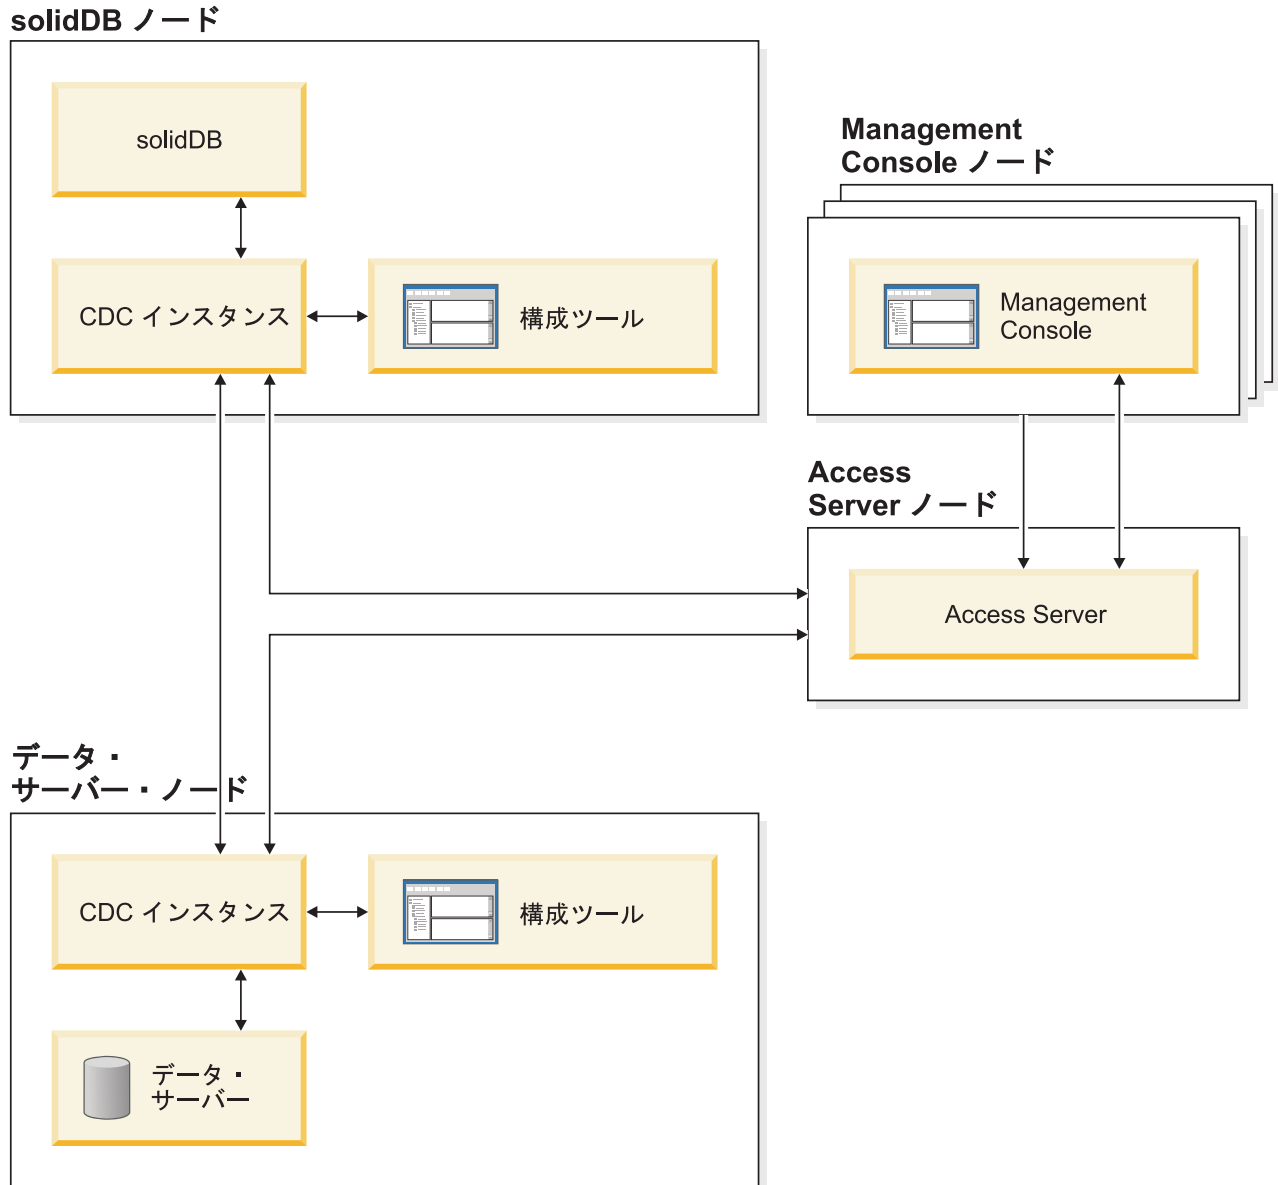 solidDB ノード
solidDB
CDC インスタンス
構成ツール
Management
Console ノード
Management
Console
Access
Server ノード
Access Server
データ・
サーバー・ノード
CDC インスタンス
構成ツール
データ・
サーバー